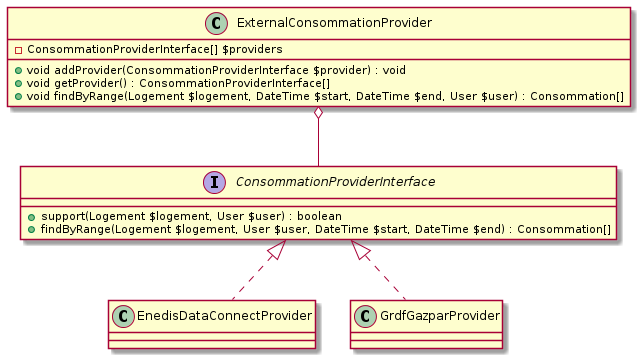 C ExternalConsommationProvider
ConsommationProviderInterface[] $providers
void addProvider(ConsommationProviderInterface $provider) : void
void getProvider() : ConsommationProviderInterface[]
void findByRange(Logement $logement, DateTime $start, DateTime $end, User $user) : Consommation[]
I ConsommationProviderInterface
support(Logement $logement, User $user) : boolean
findByRange(Logement $logement, User $user, DateTime $start, DateTime $end) : Consommation[]
C EnedisDataConnectProvider
C GrdfGazparProvider